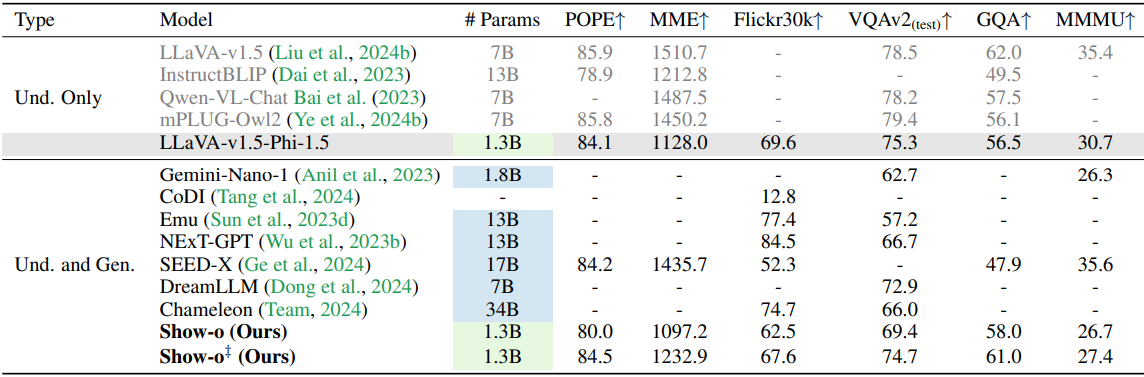 Type Model # Params POPE↑ MME↑ Flickr30k↑ VQAv2(test)↑ GQA↑ MMMU↑
LLaVA-v1.5 (Liu et al., 2024b) 7B 85.9 1510.7 - 78.5 62.0 35.4
InstructBLIP (Dai et al., 2023) 13B 78.9 1212.8 - - 49.5 -
Und. Only Qwen-VL-Chat Bai et al. (2023) 7B - 1487.5 - 78.2 57.5 -
mPLUG-Owl2 (Ye et al., 2024b) 7B 85.8 1450.2 - 79.4 56.1 -
LLaVA-v1.5-Phi-1.5 1.3B 84.1 1128.0 69.6 75.3 56.5 30.7
Gemini-Nano-1 (Anil et al., 2023) 1.8B - - - 62.7 - 26.3
CoDI (Tang et al., 2024) - - - 12.8 - - -
Emu (Sun et al., 2023d) 13B - - 77.4 57.2 - -
NExT-GPT (Wu et al., 2023b) 13B - - 84.5 66.7 - -
Und. and Gen. SEED-X (Ge et al., 2024) 17B 84.2 1435.7 52.3 - 47.9 35.6
DreamLLM (Dong et al., 2024) 7B - - - 72.9 - -
Chameleon (Team, 2024) 34B - - 74.7 66.0 - -
Show-o (Ours) 1.3B 80.0 1097.2 62.5 69.4 58.0 26.7
Show-o‡ (Ours) 1.3B 84.5 1232.9 67.6 74.7 61.0 27.4